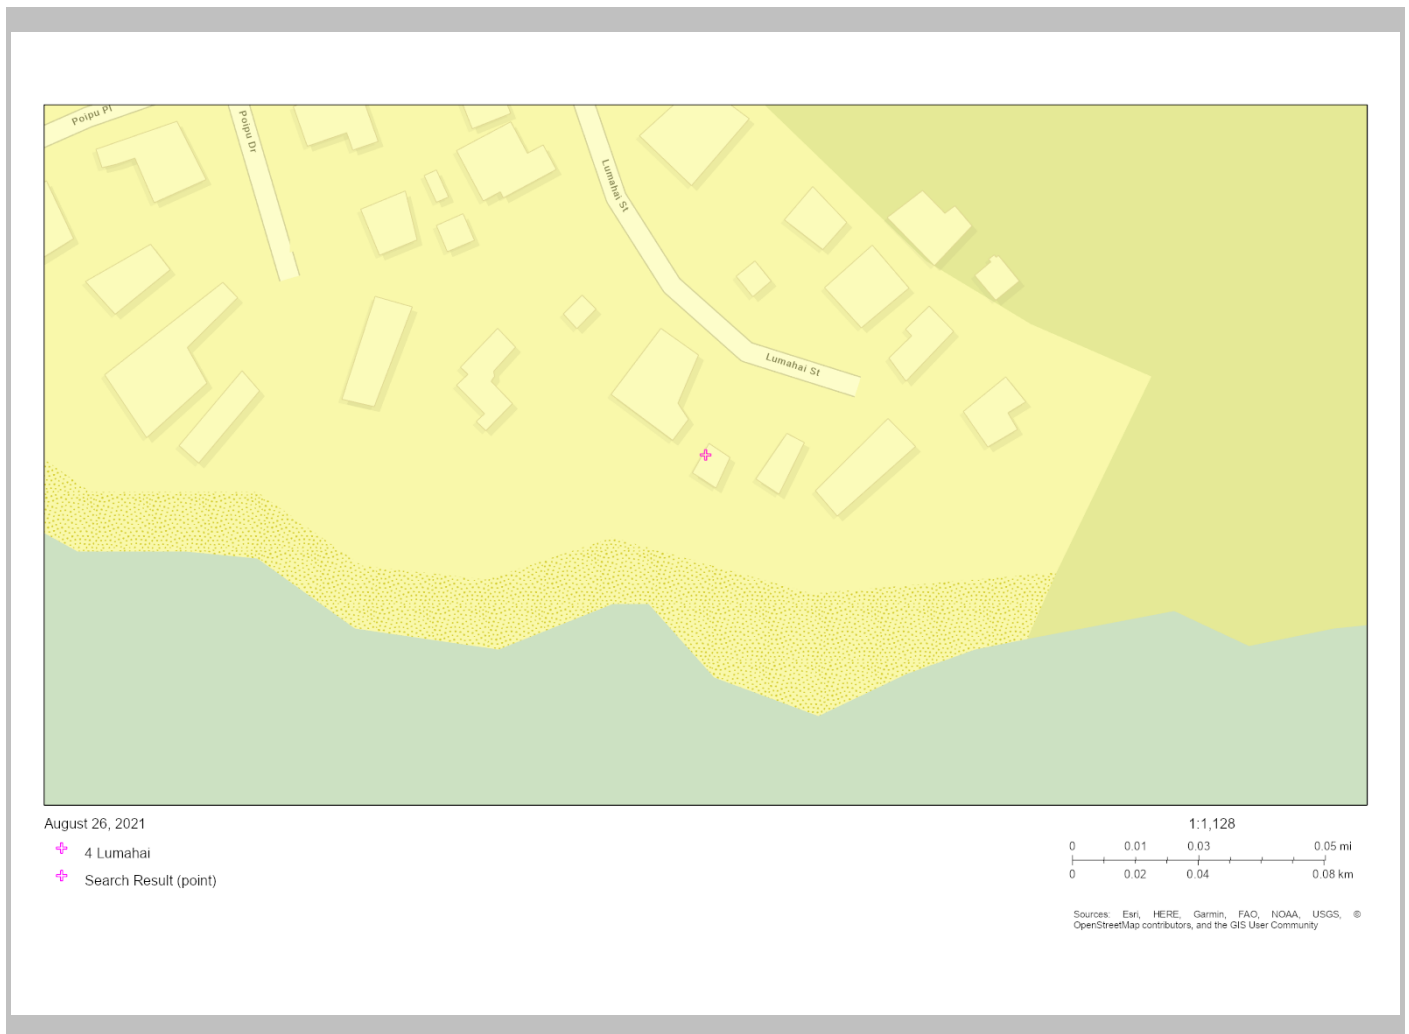 Poipu Pl
Poipu Dr
Lumahai St
Lumahai St
August 26, 2021
4 Lumahai
Search Result (point)
1:1,128
0 0.01 0.03 0.05 mi
0 0.02 0.04 0.08 km
Sources: Esri, HERE, Garmin, FAO, NOAA, USGS, ©
OpenStreetMap contributors, and the GIS User Community